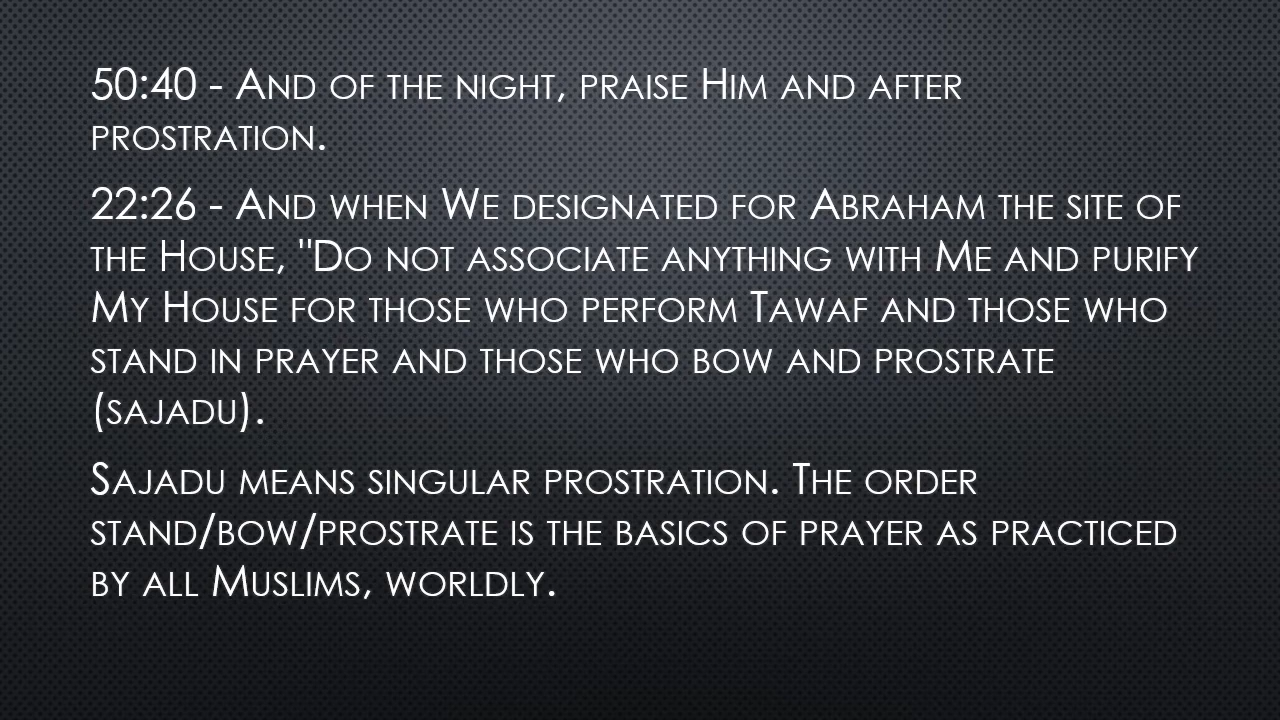 50:40 - And of the night, praise Him and after
prostration.
22:26 - And when We designated for Abraham the site of
the House, "Do not associate anything with Me and purify
My House for those who perform Tawaf and those who
stand in prayer and those who bow and prostrate
(sajadu).
Sajadu means singular prostration. The order
stand/bow/prostrate is the basics of prayer as practiced
by all Muslims, worldly.